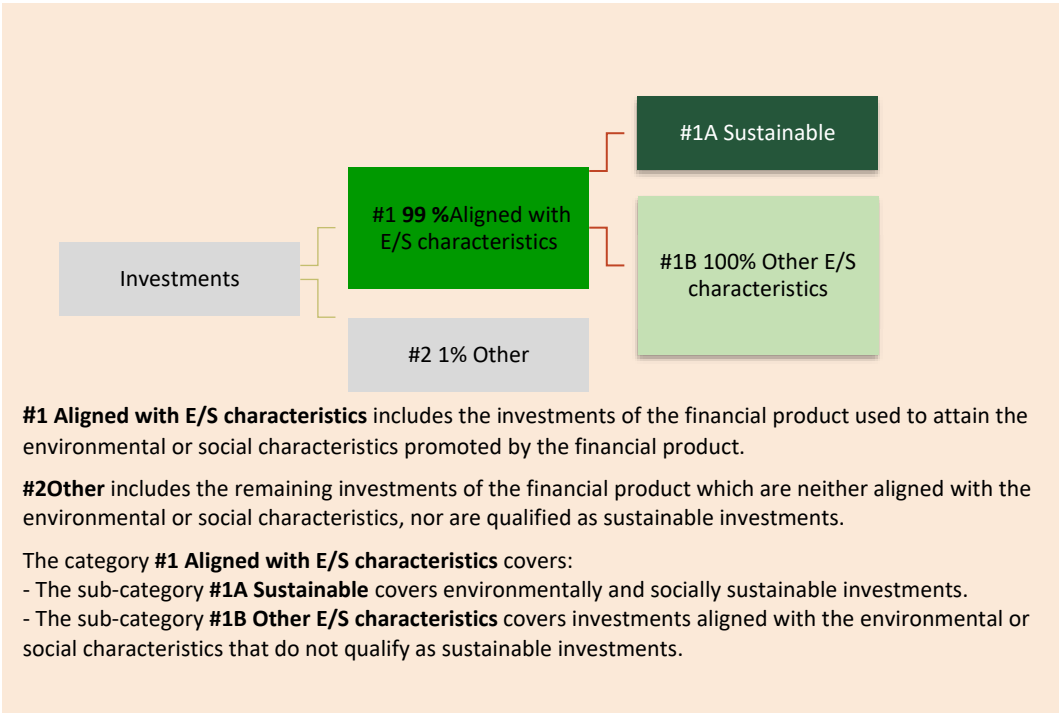 #1A Sustainable
#1 99 %Aligned with
E/S characteristics
#1B 100% Other E/S
characteristics
Investments
#2 1% Other
#1 Aligned with E/S characteristics includes the investments of the financial product used to attain the
environmental or social characteristics promoted by the financial product.
#2Other includes the remaining investments of the financial product which are neither aligned with the
environmental or social characteristics, nor are qualified as sustainable investments.
The category #1 Aligned with E/S characteristics covers:
- The sub-category #1A Sustainable covers environmentally and socially sustainable investments.
- The sub-category #1B Other E/S characteristics covers investments aligned with the environmental or
social characteristics that do not qualify as sustainable investments.